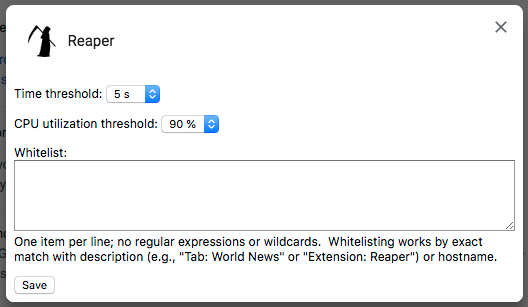 Reaper
Time threshold: 5 s
CPU utilization threshold: 90 %
Whitelist:
One item per line; no regular expressions or wildcards.  Whitelisting works by exact
match with description (e.g., "Tab: World News" or "Extension: Reaper") or hostname.
Save